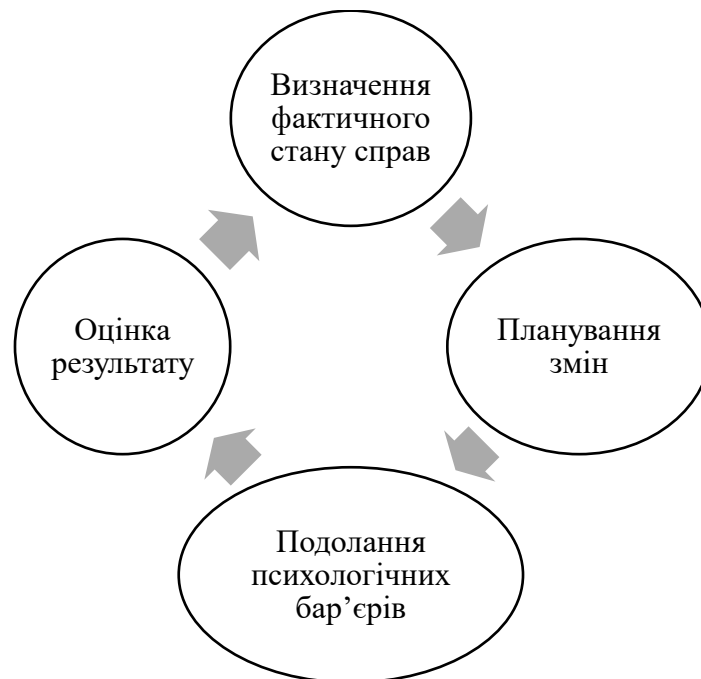 Визначення
фактичного
стану справ
Планування
змін
Подолання
психологічних
бар’єрів
Оцінка
результату